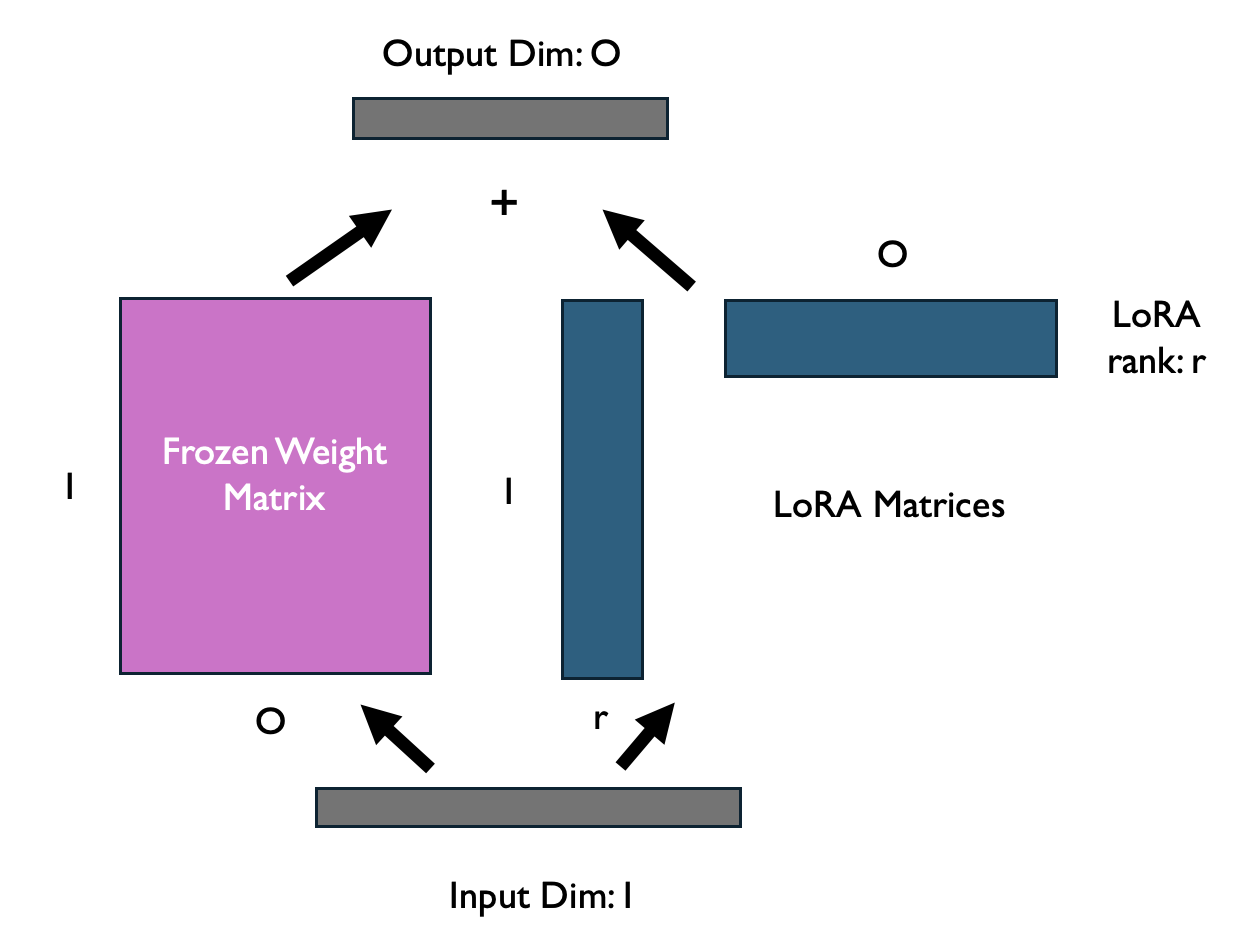 Output Dim: O
+
O
LoRA
rank: r
Frozen Weight
Matrix
I
I
LoRA Matrices
O
r
Input Dim: I